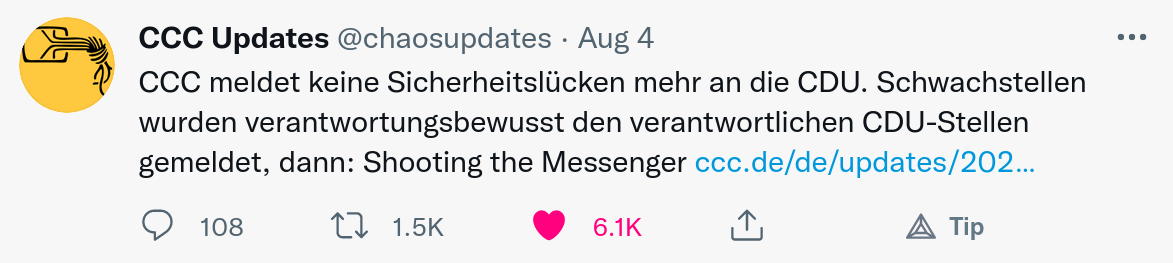 CCC Updates @chaosupdates · Aug 4
CCC meldet keine Sicherheitslücken mehr an die CDU. Schwachstellen
wurden verantwortungsbewusst den verantwortlichen CDU-Stellen
gemeldet, dann: Shooting the Messenger ccc.de/de/updates/202...
108 1.5K 6.1K Tip